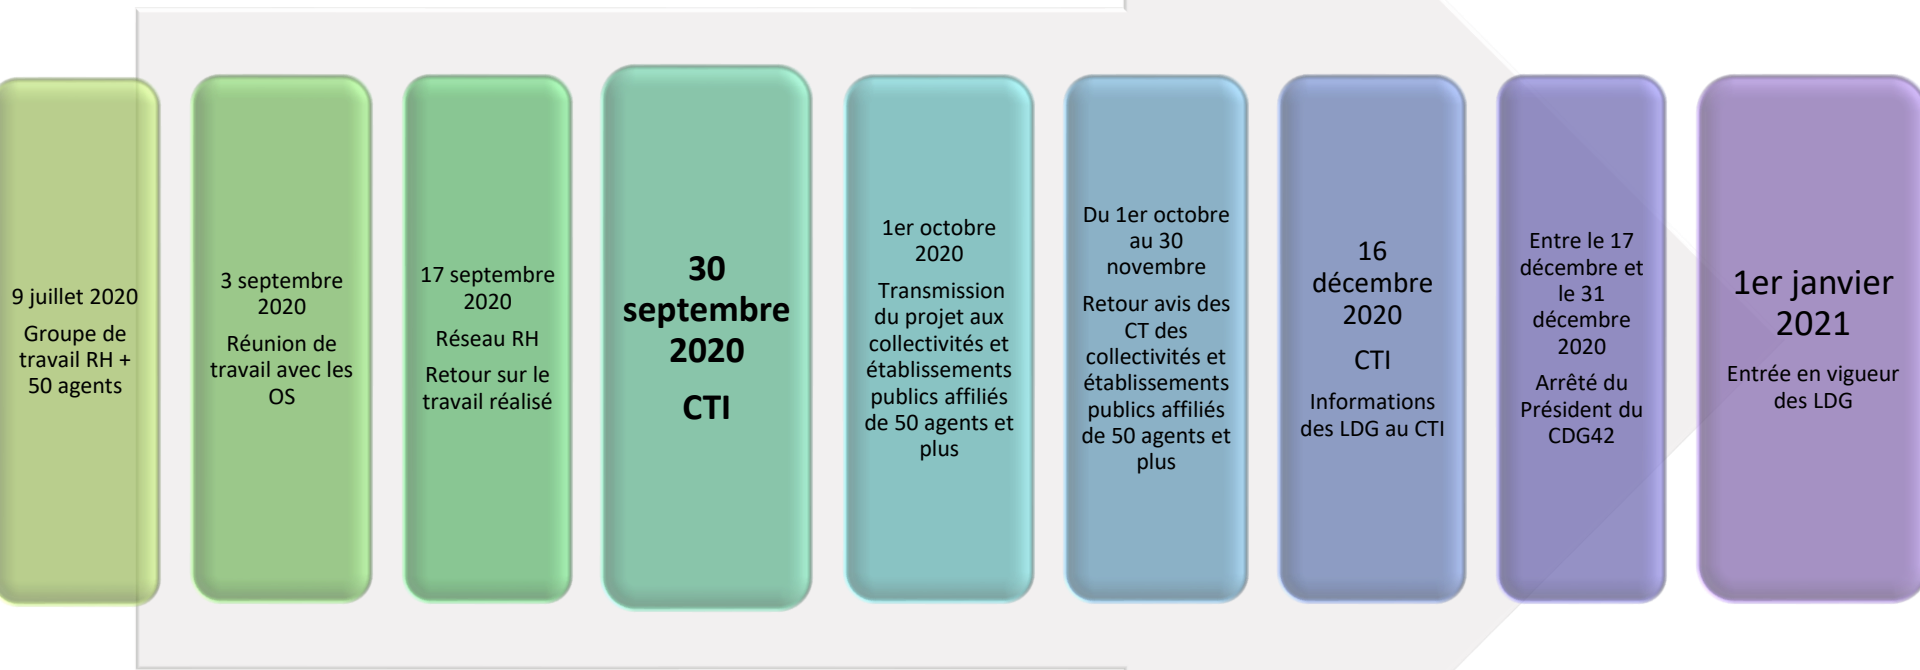 9 juillet 2020
Groupe de
travail RH +
50 agents
3 septembre
2020
Réunion de
travail avec les
OS
17 septembre
2020
Réseau RH
Retour sur le
travail réalisé
30
septembre
2020
CTI
1er octobre
2020
Transmission
du projet aux
collectivités et
établissements
publics affiliés
de 50 agents et
plus
Du 1er octobre
au 30
novembre
Retour avis des
CT des
collectivités et
établissements
publics affiliés
de 50 agents et
plus
16
décembre
2020
CTI
Informations
des LDG au CTI
Entre le 17
décembre et
le 31
décembre
2020
Arrêté du
Président du
CDG42
1er janvier
2021
Entrée en vigueur
des LDG